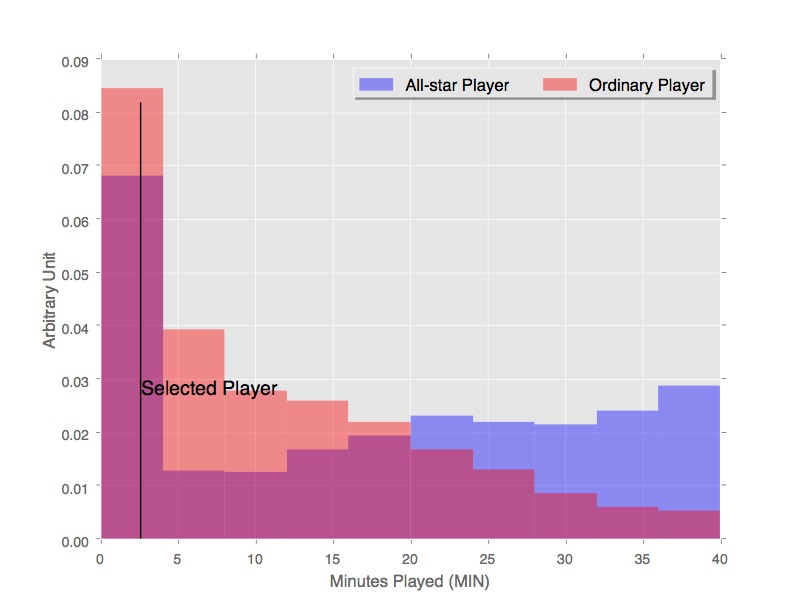 0.09
All-star Player Ordinary Player
0.08
0.07
0.06
0.05
0.04
0.03
0.02
0.01
0.00
Arbitrary Unit
Selected Player
0 5 10 15 20 25 30 35 40
Minutes Played (MIN)